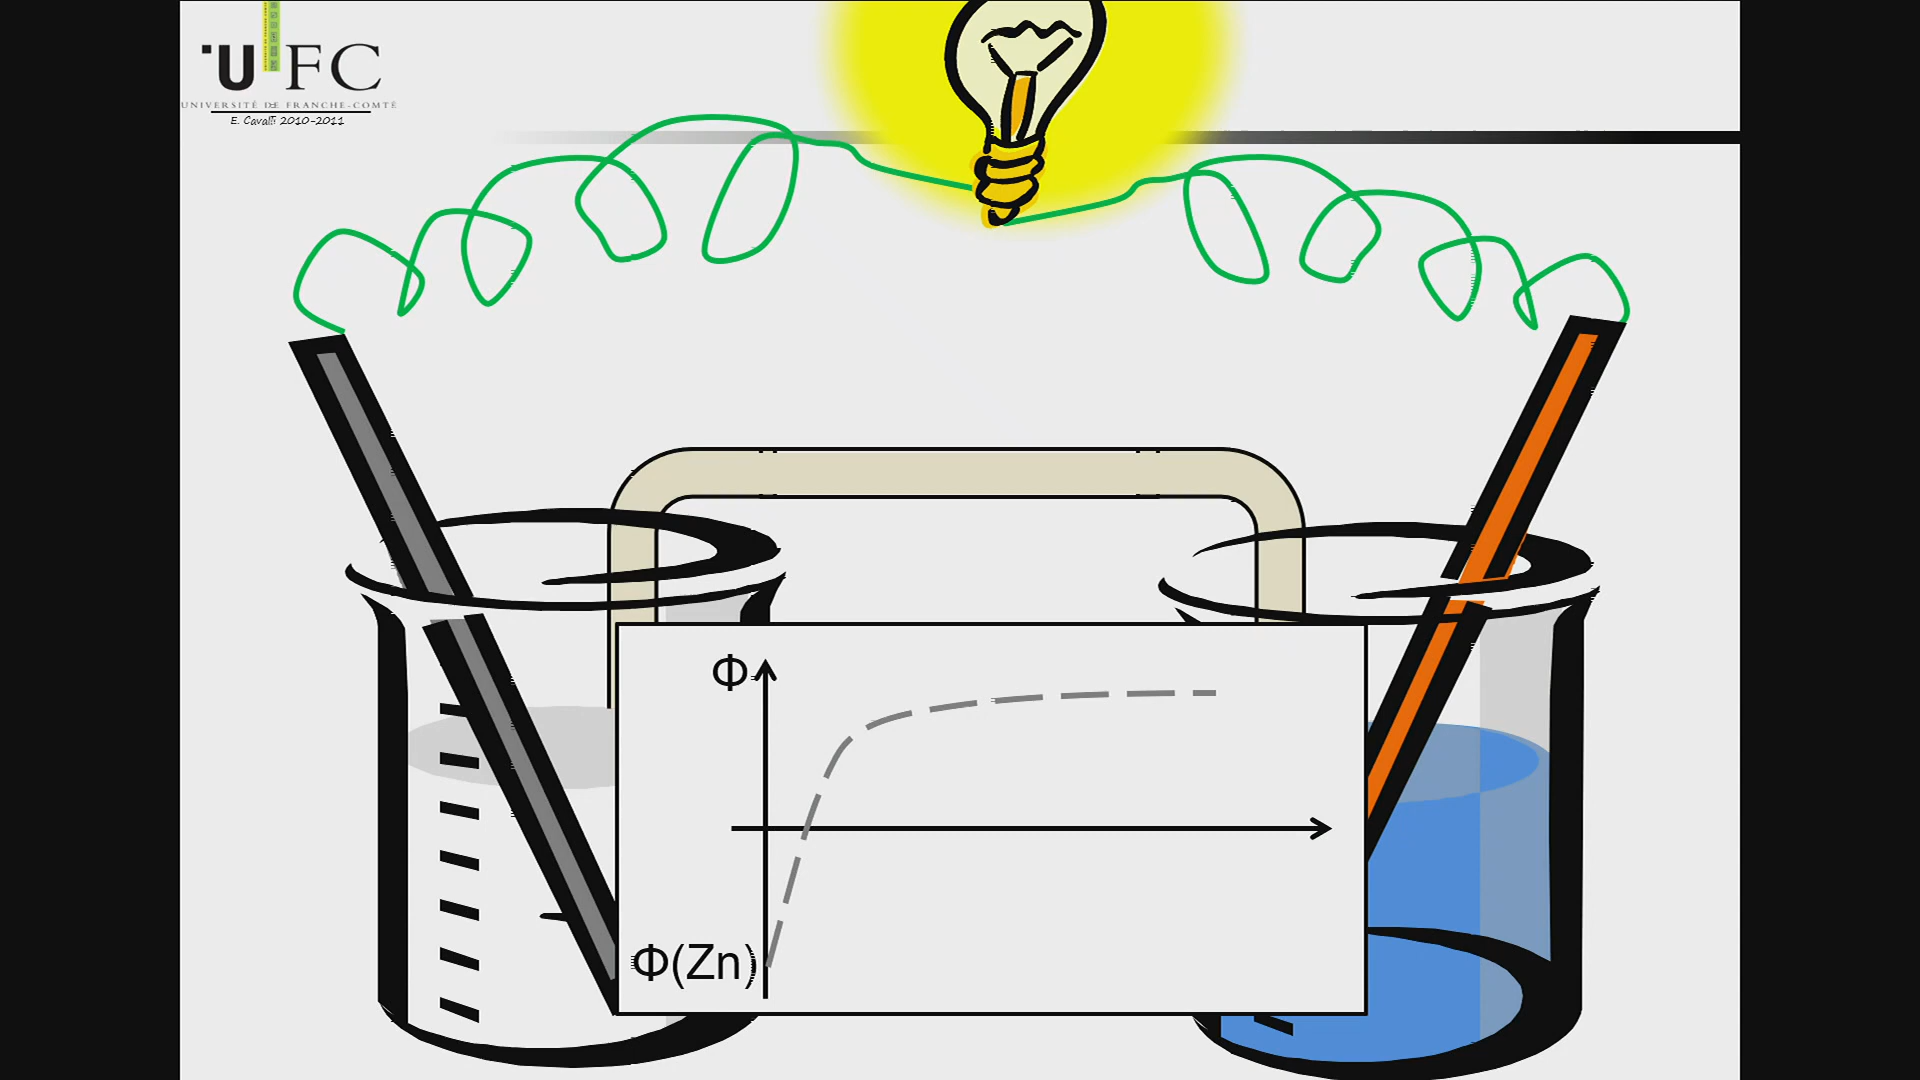 UFC
UNIVERSITÉ DE FRANCHE-COMTÉ
E. Cavalli 2010-2011
Φ
Φ(Zn)